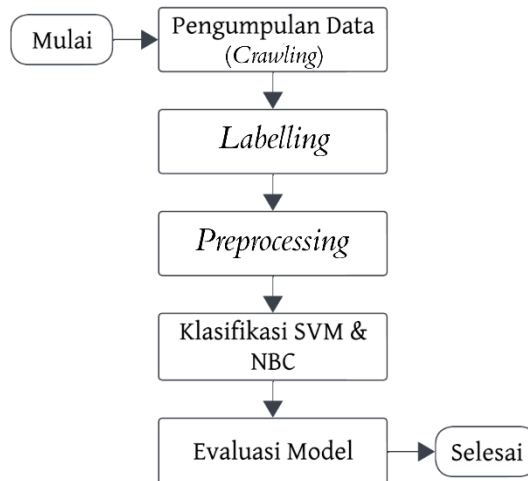 Mulai
Pengumpulan Data
(Crawling)
Labelling
Preprocessing
Klasifikasi SVM &
NBC
Evaluasi Model
Selesai